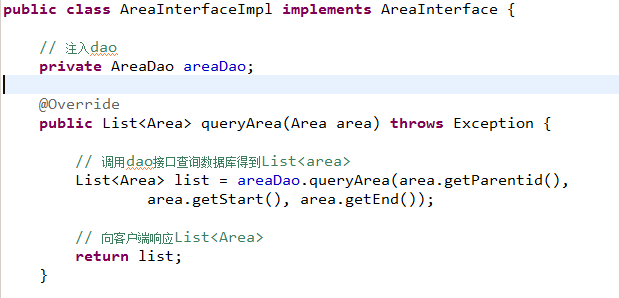 public class AreaInterfaceImpl implements AreaInterface {
// 注入dao
private AreaDao areaDao;
@Override
public List<Area> queryArea(Area area) throws Exception {
// 调用dao接口查询数据库得到List<area>
List<Area> list = areaDao.queryArea(area.getParentid(),
area.getStart(), area.getEnd());
// 向客户端响应List<Area>
return list;
}